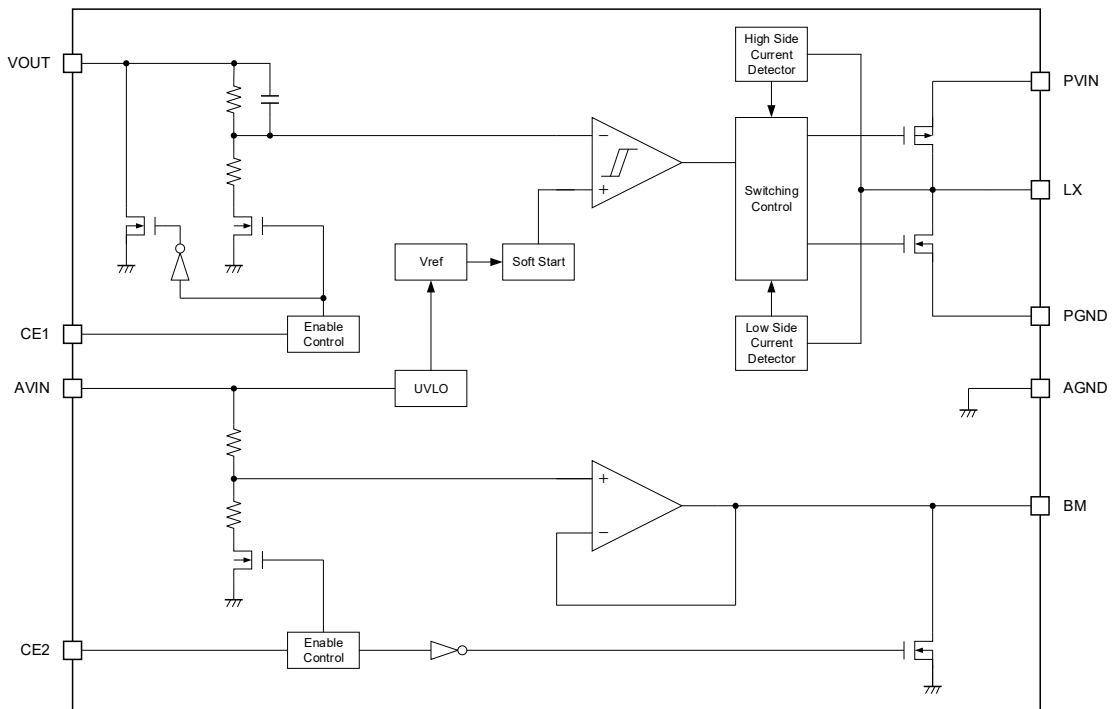 VOUT
High Side
Current
Detector
PVIN
−
+
Switching
Control
LX
Vref
Soft Start
CE1
Enable
Control
Low Side
Current
Detector
PGND
AVIN
UVLO
AGND
+
−
BM
CE2
Enable
Control